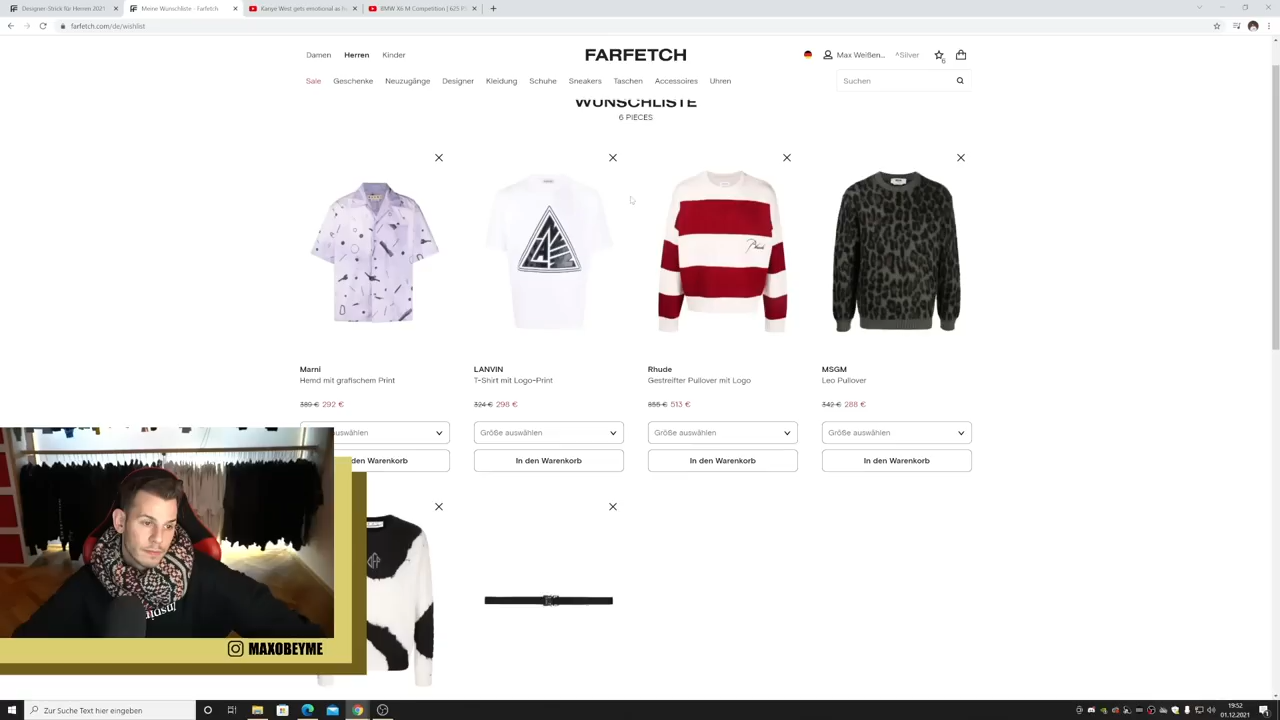 Designer-Strick für Herren 2021
Meine Wunschliste - Farfetch
Kanye West gets emotional as
BMW X6 M Competition | 625 P
farfetch.com/de/wishlist
Damen Herren Kinder
FARFETCH
Max Weißen... ^Silver
6
Sale Geschenke Neuzugänge Designer Kleidung Schuhe Sneakers Taschen Accessoires Uhren
Suchen
WUNSCHLISTE
6 PIECES
Rhude
Marni
Hemd mit grafischem Print
389 € 292 €
LANVIN
T-Shirt mit Logo-Print
324 € 298 €
Rhude
Gestreifter Pullover mit Logo
855 € 513 €
MSGM
Leo Pullover
342 € 288 €
auswählen
Größe auswählen
Größe auswählen
Größe auswählen
den Warenkorb
In den Warenkorb
In den Warenkorb
In den Warenkorb
MAXOBEYME
Zur Suche Text hier eingeben
19:52
01.12.2021